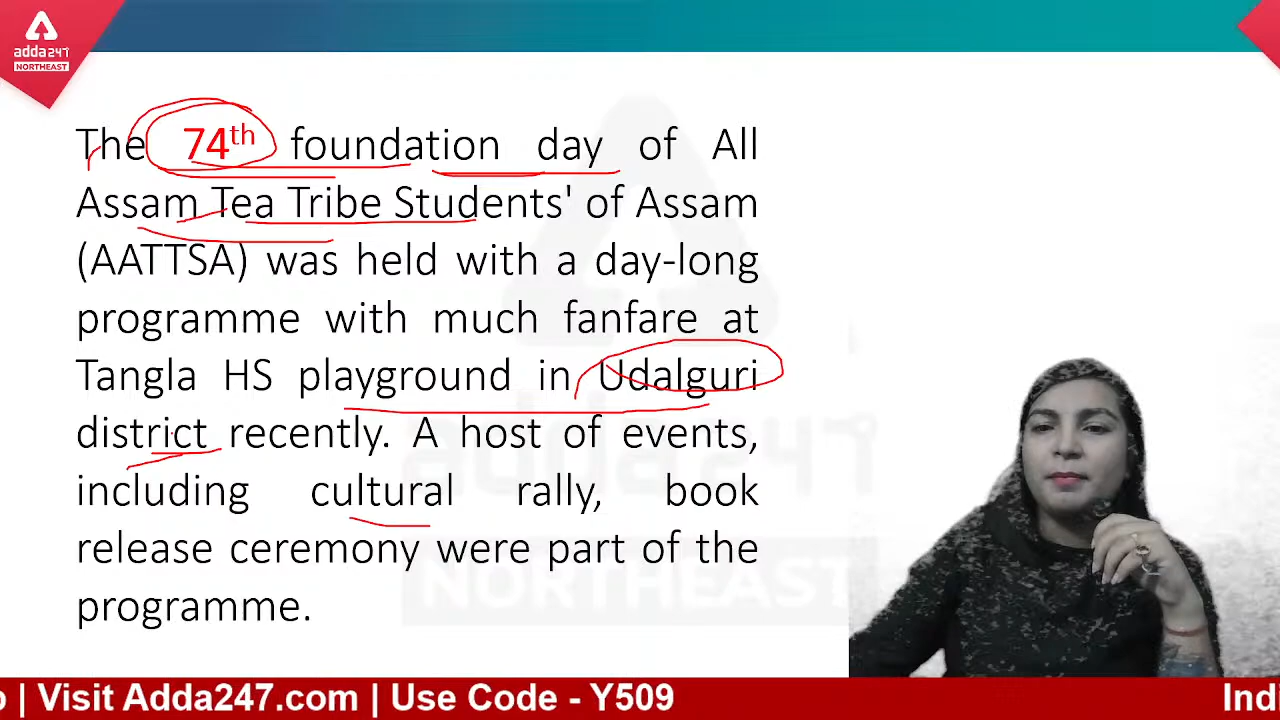 adda247
NORTHEAST
The 74th foundation day of All
Assam Tea Tribe Students' of Assam
(AATTSA) was held with a day-long
programme with much fanfare at
Tangla HS playground in Udalguri
district recently. A host of events,
including cultural rally, book
release ceremony were part of the
programme.
adda247
NORTHEAST
| Visit Adda247.com | Use Code - Y509